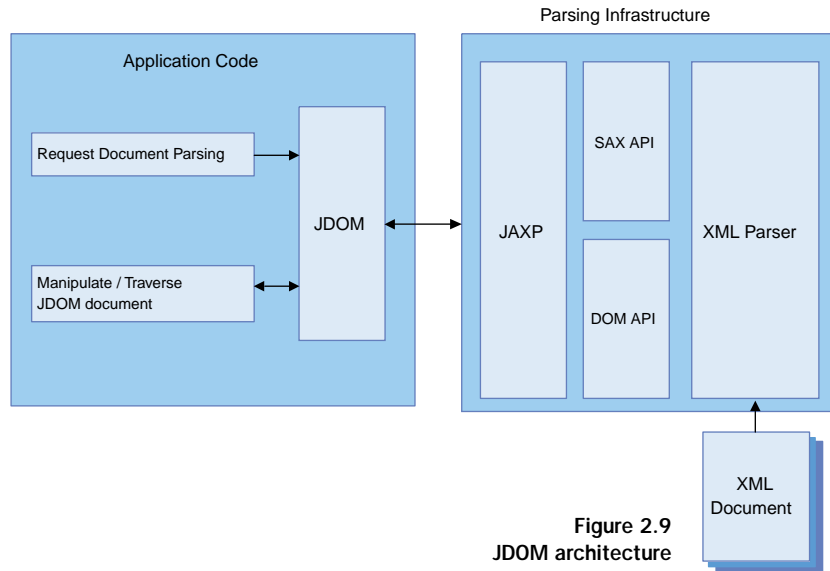 Parsing Infrastructure
Application Code
Request Document Parsing
Manipulate / Traverse
JDOM document
JDOM
JAXP
SAX API
DOM API
XML Parser
XML
Document
Figure 2.9
JDOM architecture